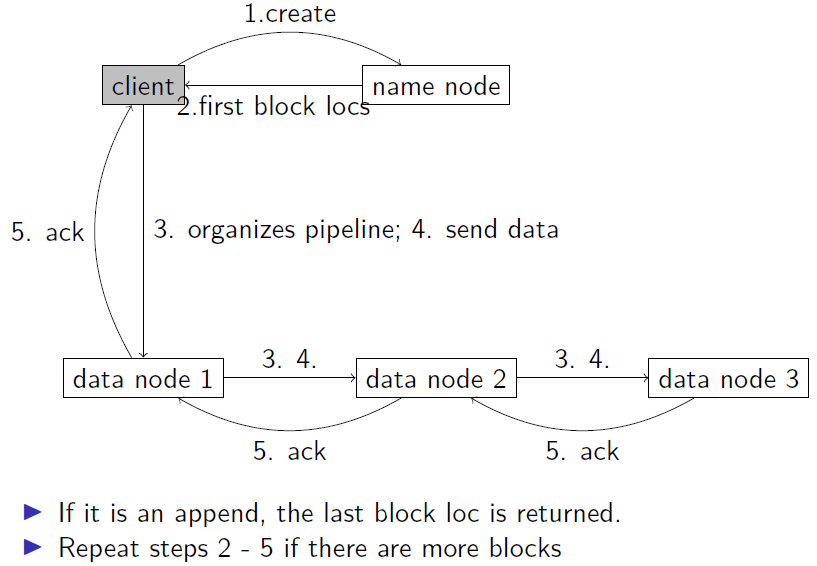 1.create
client
name node
2.first block locs
5. ack
3. organizes pipeline; 4. send data
3. 4.
3. 4.
data node 1
data node 2
data node 3
5. ack
5. ack
If it is an append, the last block loc is returned.
Repeat steps 2 - 5 if there are more blocks